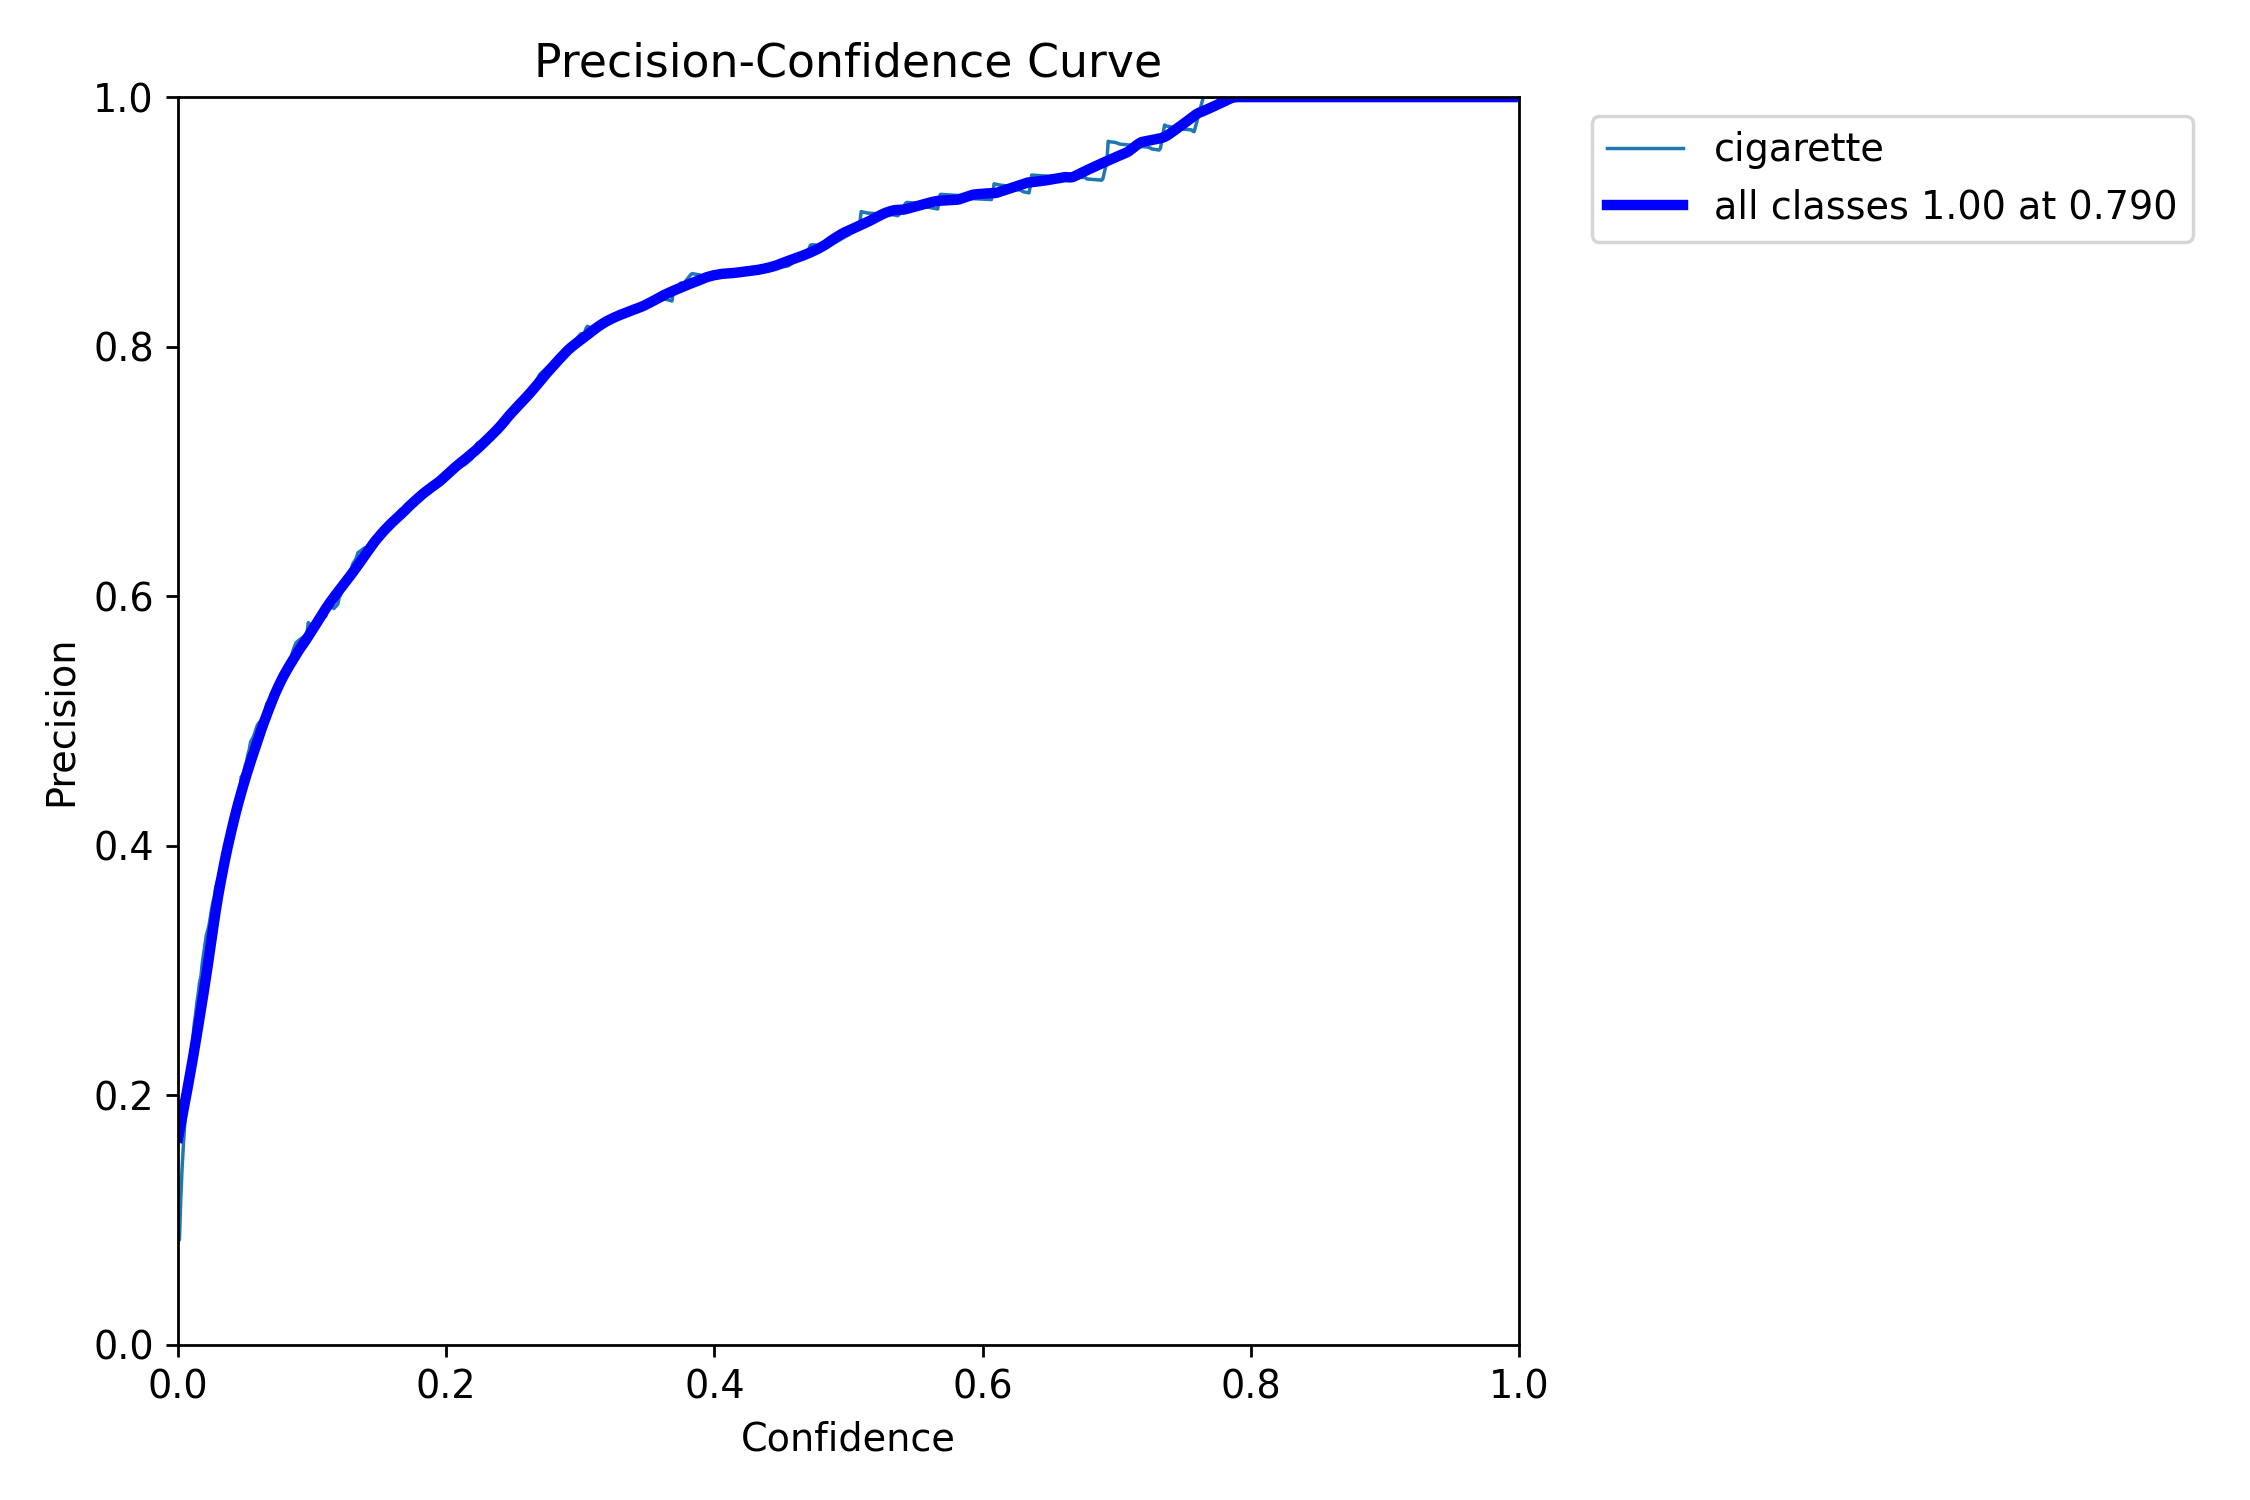 Precision-Confidence Curve
cigarette
all classes 1.00 at 0.790
Precision
1.0
0.8
0.6
0.4
0.2
0.0
0.0 0.2 0.4 0.6 0.8 1.0
Confidence